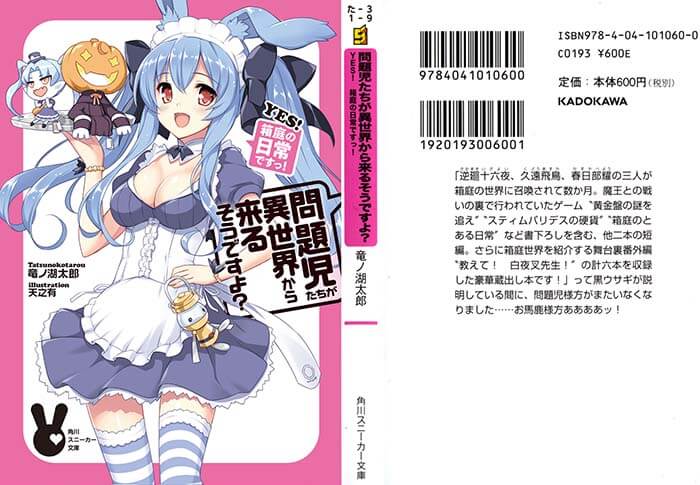 YES!
箱庭の
日常
ですっ!
問題児たちが
異世界から
来る
そうですよ?
Tatsunokotarou
竜ノ湖太郎
illustration
天之有
角川
スニーカー
文庫
た-3
1-9
問題児たちが異世界から来るそうですよ?
YES! 箱庭の日常ですっ!
竜ノ湖太郎
角川スニーカー文庫
9784041010600
1920193006001
ISBN978-4-04-101060-0
C0193 ¥600E
定価:本体600円(税別)
KADOKAWA
「逆廻十六夜、久遠飛鳥、春日部耀の三人が
箱庭の世界に召喚されて数か月。魔王との戦
いの裏で行われていたゲーム〝黄金盤の謎を
追え〟〝スティムパリデスの硬貨〟〝箱庭のと
ある日常〟など書下ろしを含む、他二本の短
編。さらに箱庭世界を紹介する舞台裏番外編
〝教えて! 白夜叉先生!〟の計六本を収録
した豪華蔵出し本です!」って黒ウサギが説
明している間に、問題児様方がまたいなくな
りました……お馬鹿様方ああああッ!